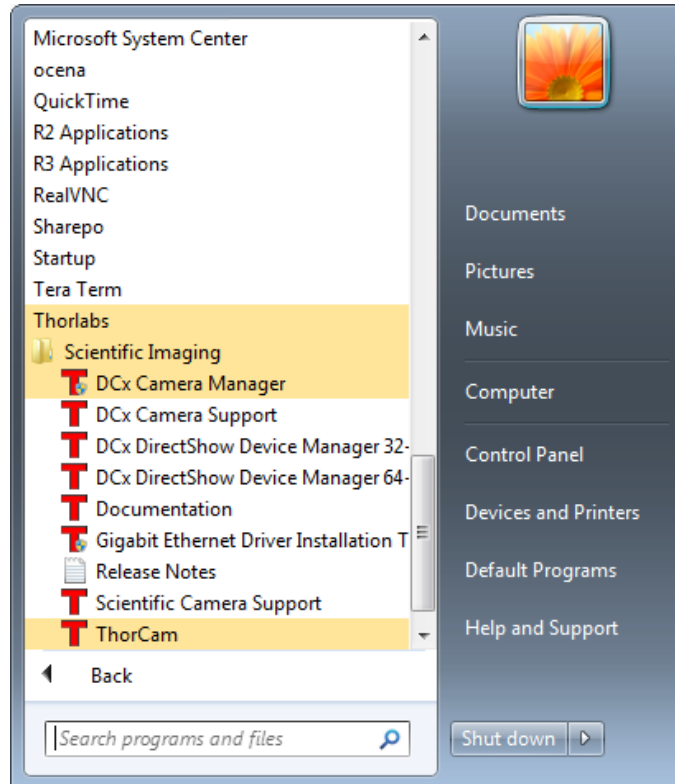 Microsoft System Center
ocena
QuickTime
R2 Applications
R3 Applications
RealVNC
Sharepo
Startup
Tera Term
Thorlabs
Scientific Imaging
DCx Camera Manager
DCx Camera Support
DCx DirectShow Device Manager 32-
DCx DirectShow Device Manager 64-
Documentation
Gigabit Ethernet Driver Installation T
Release Notes
Scientific Camera Support
ThorCam
Back
Search programs and files
Documents
Pictures
Music
Computer
Control Panel
Devices and Printers
Default Programs
Help and Support
Shut down